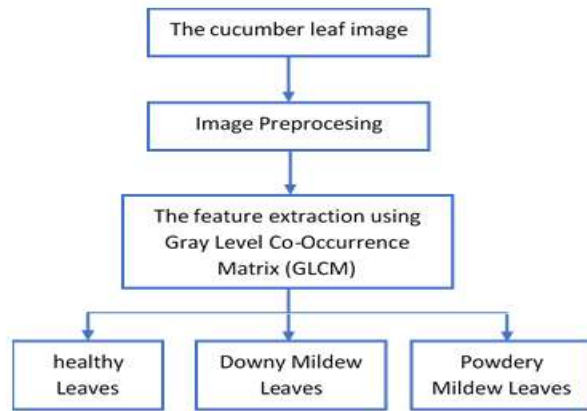 The cucumber leaf image
Image Preprocesing
The feature extraction using
Gray Level Co-Occurrence
Matrix (GLCM)
healthy
Leaves
Downy Mildew
Leaves
Powdery
Mildew Leaves